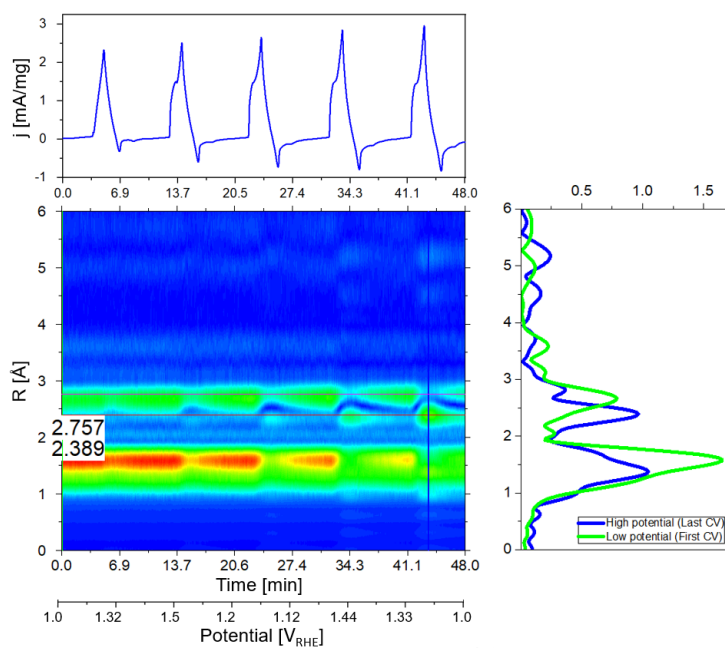 j [mA/mg]
3
2
1
0
-1
0.0 6.9 13.7 20.5 27.4 34.3 41.1 48.0
R [Å]
6
5
4
3
2
1
0
2.757
2.389
0.0 6.9 13.7 20.6 27.4 34.3 41.1 48.0
Time [min]
1.0 1.32 1.5 1.2 1.12 1.44 1.33 1.0
Potential [VRHE]
0.5 1.0 1.5
6
5
4
3
2
1
0
High potential (Last CV)
Low potential (First CV)